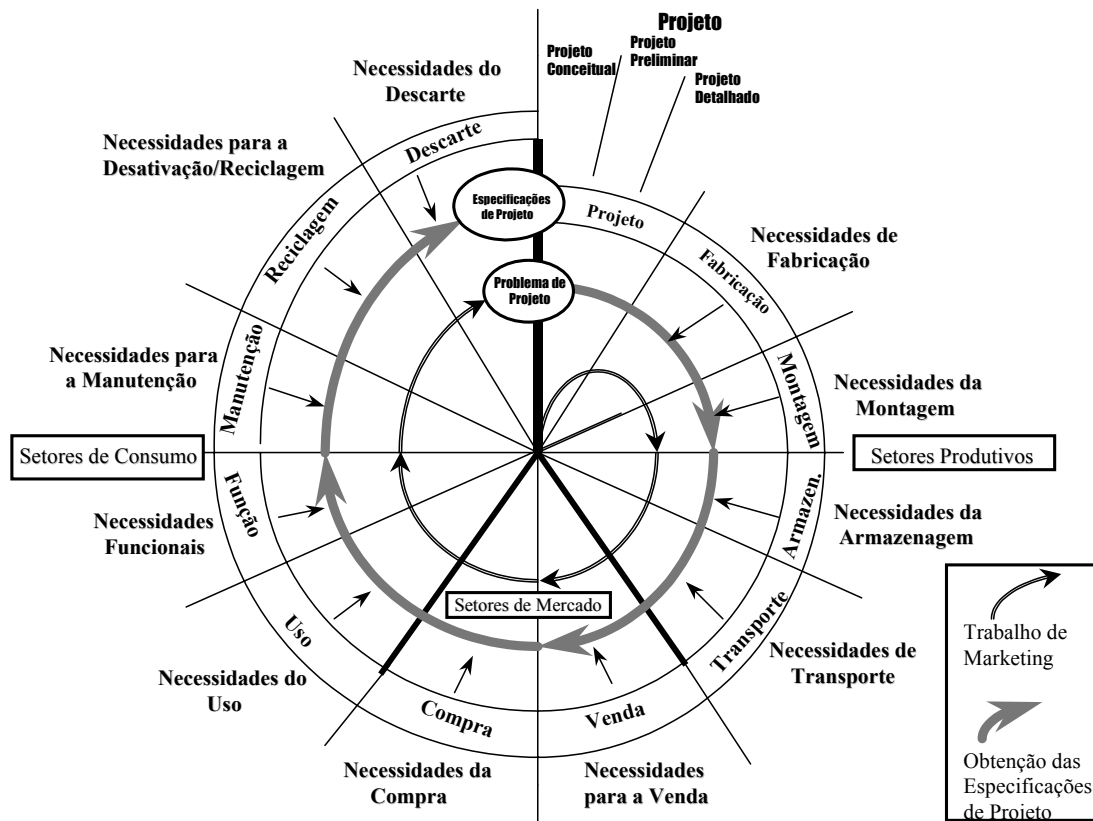 Projeto
Projeto
Conceitual
Projeto
Preliminar
Projeto
Detalhado
Necessidades do
Descarte
Necessidades para a
Desativação/Reciclagem
Descarte
Especificações
de Projeto
Projeto
Necessidades de
Fabricação
Reciclagem
Fabricação
Problema de
Projeto
Necessidades para
a Manutenção
Manutenção
Montagem
Necessidades da
Montagem
Setores de Consumo
Setores Produtivos
Necessidades
Funcionais
Função
Armazen.
Necessidades da
Armazenagem
Setores de Mercado
Uso
Transporte
Necessidades do
Uso
Necessidades de
Transporte
Compra
Venda
Necessidades da
Compra
Necessidades
para a Venda
Trabalho de
Marketing
Obtenção das
Especificações
de Projeto